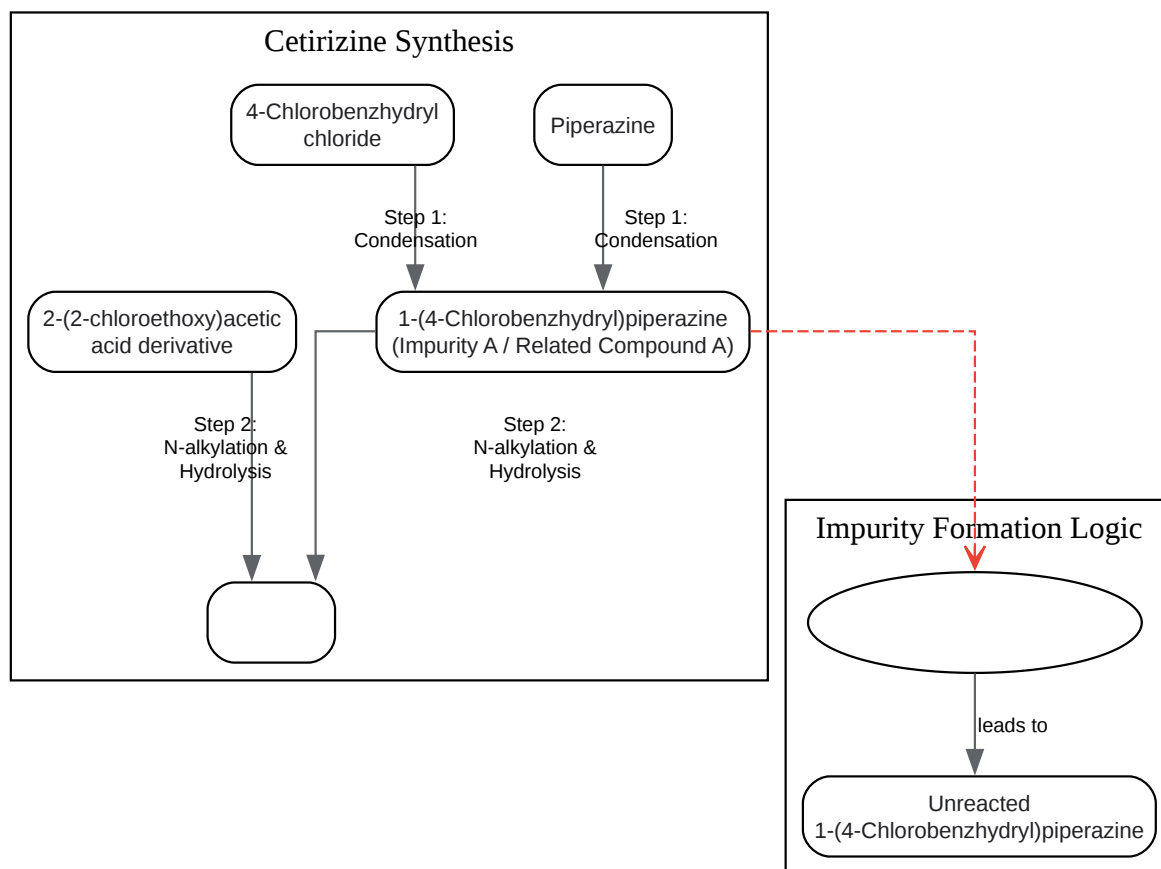 Cetirizine Synthesis
4-Chlorobenzhydryl
chloride
Piperazine
Step 1:
Condensation
Step 1:
Condensation
2-(2-chloroethoxy)acetic
acid derivative
1-(4-Chlorobenzhydryl)piperazine
(Impurity A / Related Compound A)
Step 2:
N-alkylation &
Hydrolysis
Step 2:
N-alkylation &
Hydrolysis
Impurity Formation Logic
leads to
Unreacted
1-(4-Chlorobenzhydryl)piperazine